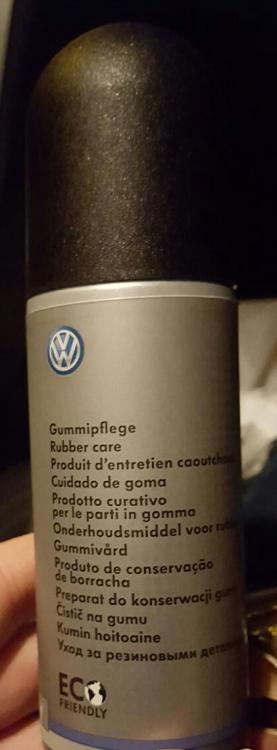 Gummipflege
Rubber care
Produit d'entretien
Cuidado de goma
Prodotto curativo
per le parti in gomma
Onderhoudsmiddel voor
Gummivård
Produto de conservação
de borracha
Preparat do konserwacji
Čistič na gumu
Kumin hoitoaine
Уход за резиновыми
ECO
FRIENDLY